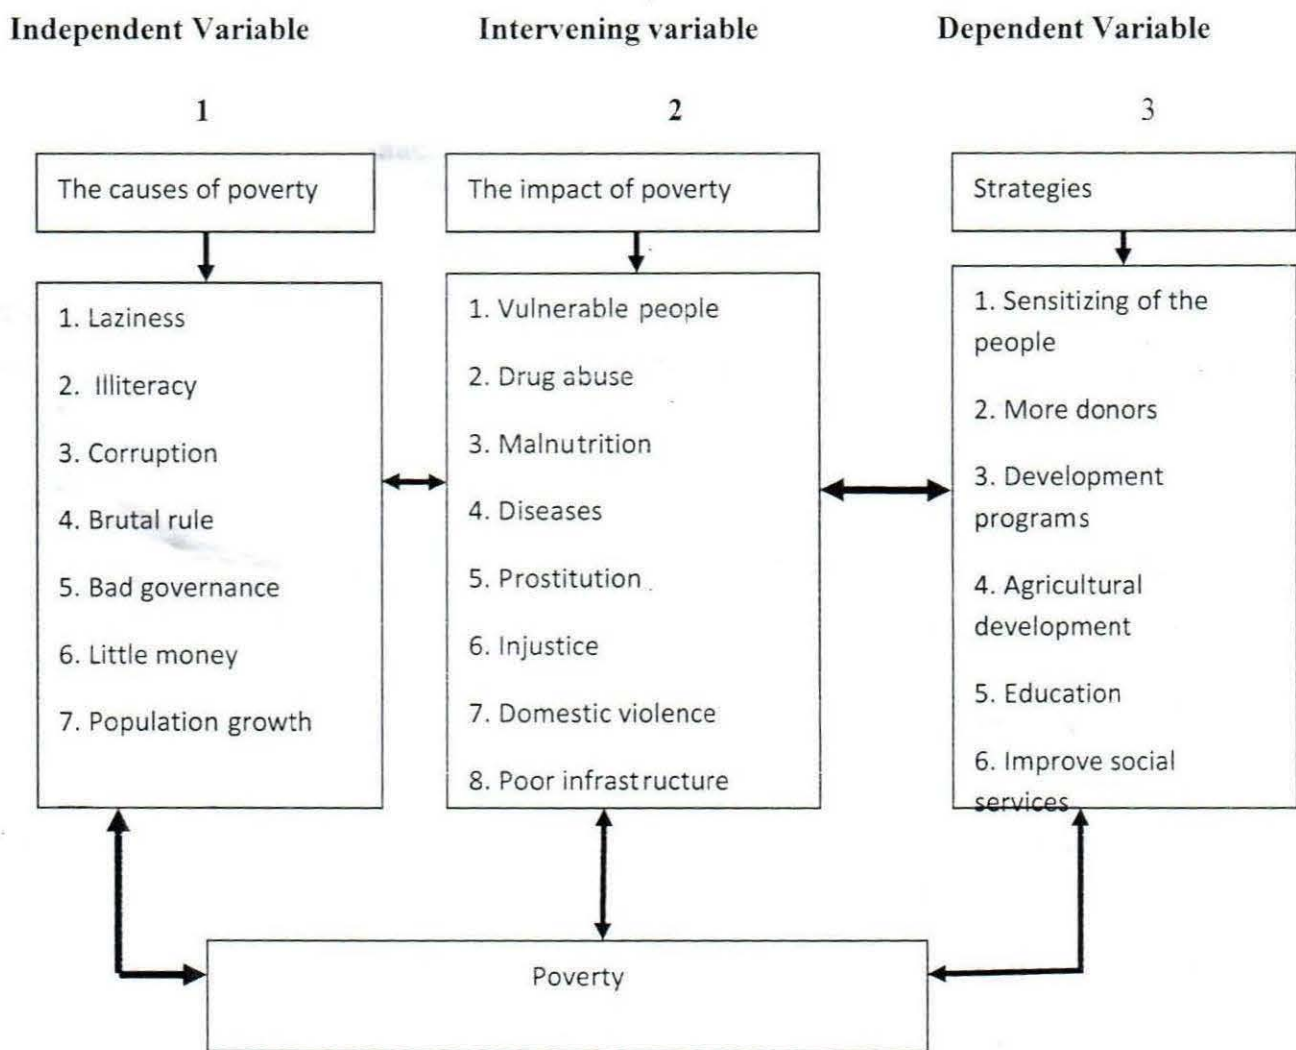 Independent Variable
Intervening variable
Dependent Variable
1
2
3
The causes of poverty
The impact of poverty
Strategies
1. Laziness
2. Illiteracy
3. Corruption
4. Brutal rule
5. Bad governance
6. Little money
7. Population growth
1. Vulnerable people
2. Drug abuse
3. Malnutrition
4. Diseases
5. Prostitution
6. Injustice
7. Domestic violence
8. Poor infrastructure
1. Sensitizing of the
people
2. More donors
3. Development
programs
4. Agricultural
development
5. Education
6. Improve social
services
Poverty